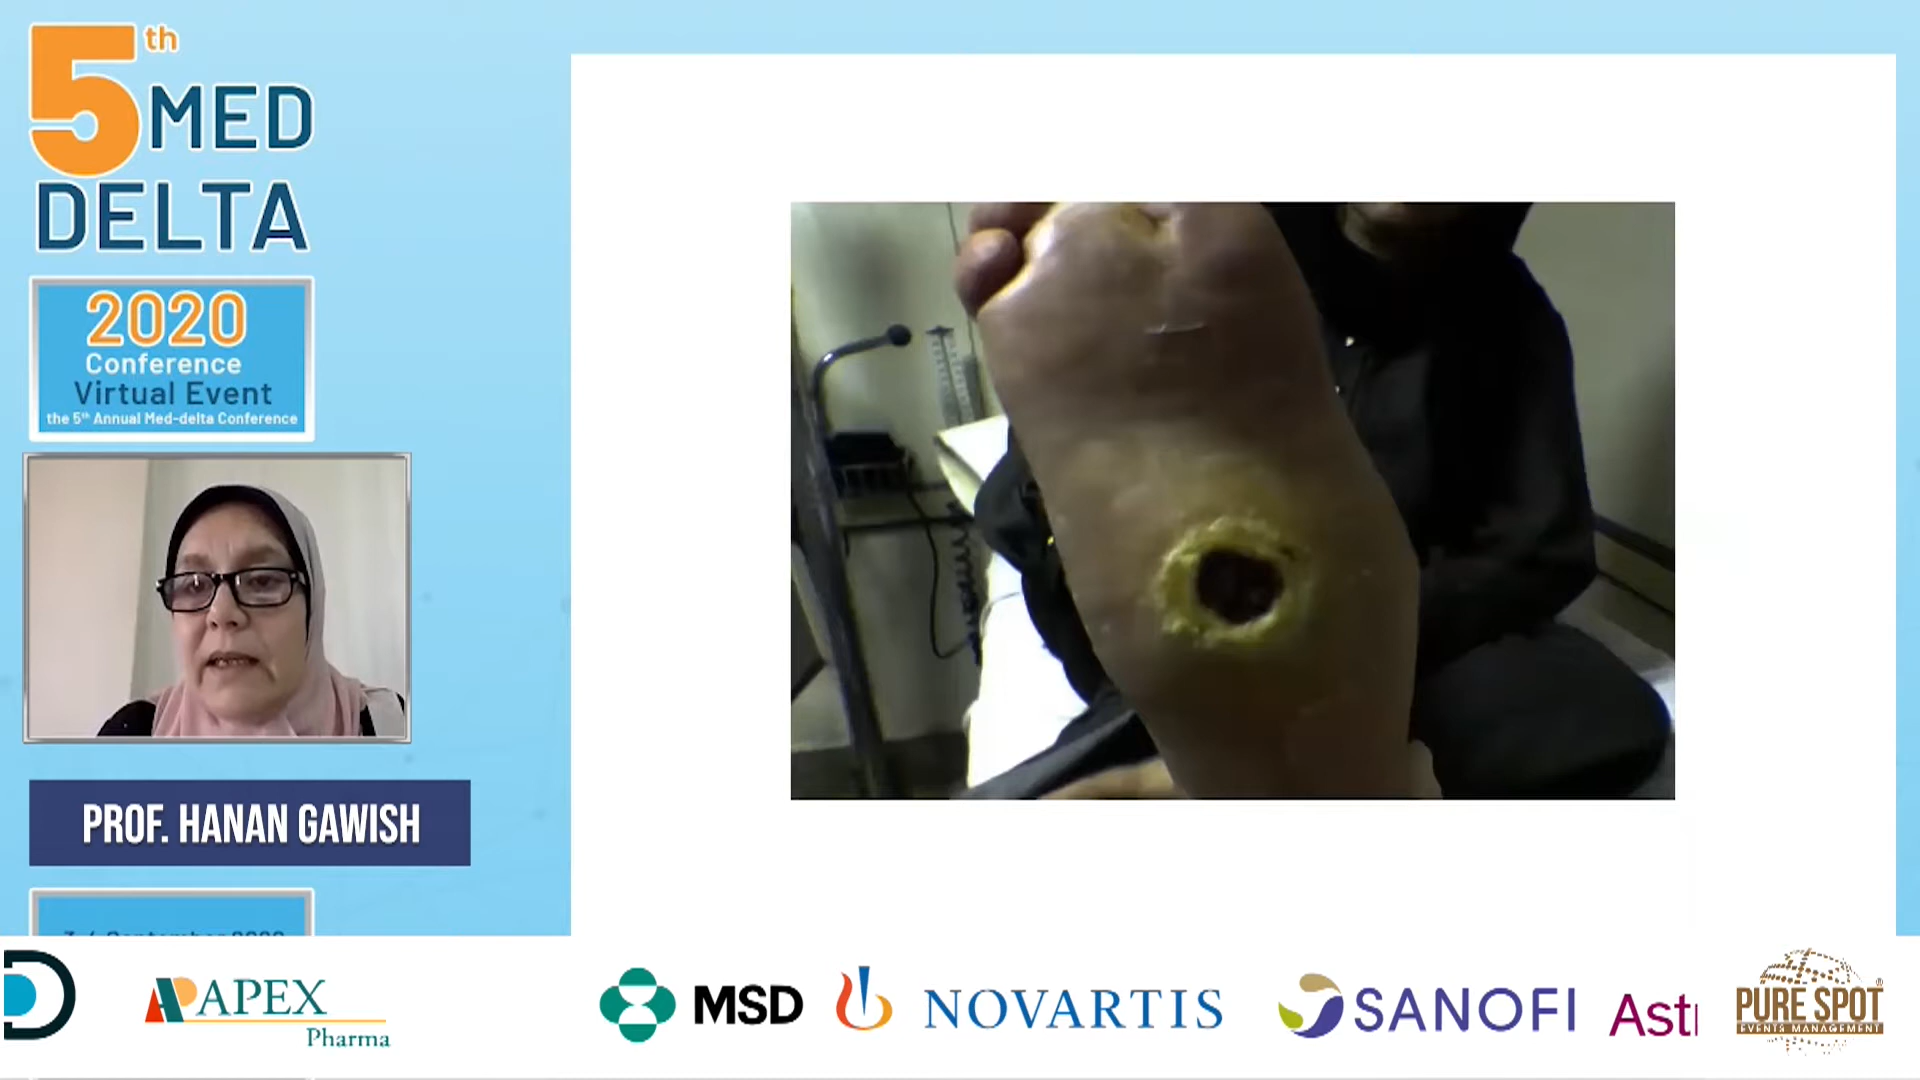 5th MED
DELTA
2020
Conference
Virtual Event
the 5th Annual Med-delta Conference
PROF. HANAN GAWISH
APEX
Pharma
MSD
NOVARTIS
SANOFI
Ast
PURE SPOT®
EVENTS MANAGEMENT